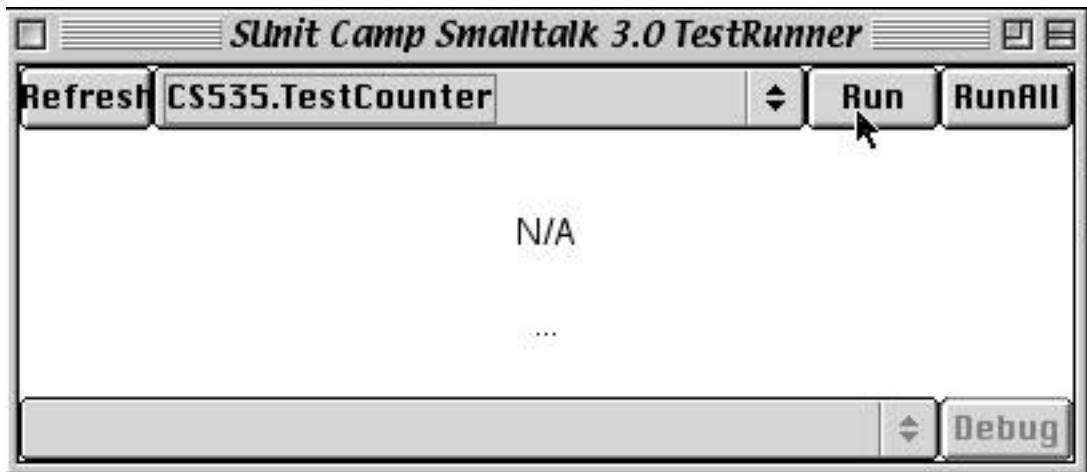 SUnit Camp Smalltalk 3.0 TestRunner
Refresh CS535.TestCounter Run RunAll
N/A
...
Debug